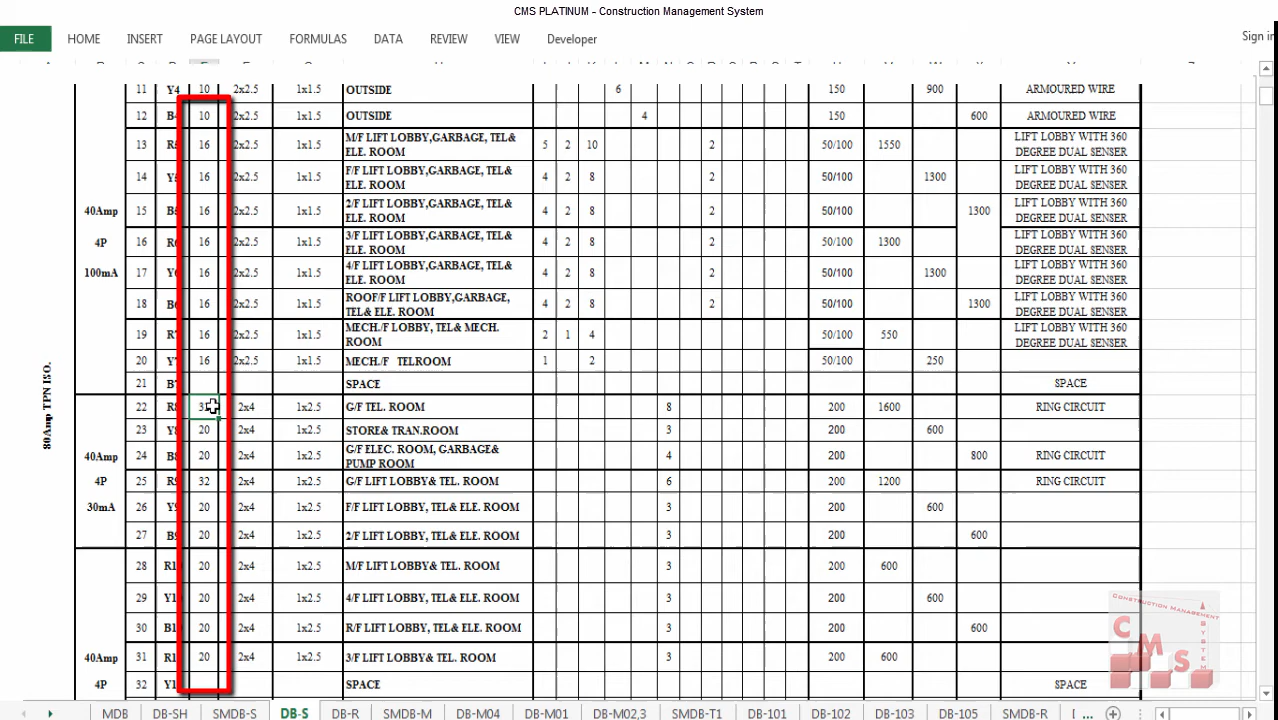 CMS PLATINUM - Construction Management System
FILE HOME INSERT PAGE LAYOUT FORMULAS DATA REVIEW VIEW Developer Sign in
11 Y4 10 2x2.5 1x1.5 OUTSIDE 6 150 900 ARMOURED WIRE
12 B4 10 2x2.5 1x1.5 OUTSIDE 4 150 600 ARMOURED WIRE
13 16 2x2.5 1x1.5 M/F LIFT LOBBY,GARBAGE, TEL& 5 2 10 2 50/100 1550 LIFT LOBBY WITH 360
ELE. ROOM DEGREE DUAL SENSER
14 16 2x2.5 1x1.5 F/F LIFT LOBBY,GARBAGE, TEL& 4 2 8 2 50/100 1300 LIFT LOBBY WITH 360
ELE. ROOM DEGREE DUAL SENSER
40Amp 15 16 2x2.5 1x1.5 2/F LIFT LOBBY,GARBAGE, TEL& 4 2 8 2 50/100 1300 LIFT LOBBY WITH 360
ELE. ROOM DEGREE DUAL SENSER
4P 16 16 2x2.5 1x1.5 3/F LIFT LOBBY,GARBAGE, TEL& 4 2 8 2 50/100 1300 LIFT LOBBY WITH 360
ELE. ROOM DEGREE DUAL SENSER
100mA 17 16 2x2.5 1x1.5 4/F LIFT LOBBY,GARBAGE, TEL& 4 2 8 2 50/100 1300 LIFT LOBBY WITH 360
ELE. ROOM DEGREE DUAL SENSER
18 16 2x2.5 1x1.5 ROOF/F LIFT LOBBY,GARBAGE, 4 2 8 2 50/100 1300 LIFT LOBBY WITH 360
TEL& ELE. ROOM DEGREE DUAL SENSER
19 16 2x2.5 1x1.5 MECH./F LOBBY, TEL& MECH. 2 1 4 50/100 550 LIFT LOBBY WITH 360
ROOM DEGREE DUAL SENSER
20 16 2x2.5 1x1.5 MECH./F TELROOM 1 2 50/100 250
21 SPACE SPACE
80Amp TPN ISO.
22 2x4 1x2.5 G/F TEL. ROOM 8 200 1600 RING CIRCUIT
23 20 2x4 1x2.5 STORE& TRAN.ROOM 3 200 600
40Amp 24 20 2x4 1x2.5 G/F ELEC. ROOM, GARBAGE& 4 200 800 RING CIRCUIT
PUMP ROOM
4P 25 32 2x4 1x2.5 G/F LIFT LOBBY& TEL. ROOM 6 200 1200 RING CIRCUIT
30mA 26 20 2x4 1x2.5 F/F LIFT LOBBY, TEL& ELE. ROOM 3 200 600
27 20 2x4 1x2.5 2/F LIFT LOBBY, TEL& ELE. ROOM 3 200 600
28 20 2x4 1x2.5 M/F LIFT LOBBY& TEL. ROOM 3 200 600
29 20 2x4 1x2.5 4/F LIFT LOBBY, TEL& ELE. ROOM 3 200 600
30 20 2x4 1x2.5 R/F LIFT LOBBY, TEL& ELE. ROOM 3 200 600
40Amp 31 20 2x4 1x2.5 3/F LIFT LOBBY& TEL. ROOM 3 200 600
4P 32 SPACE SPACE
CONSTRUCTION MANAGEMENT
SYSTEM
C M S
MDB DB-SH SMDB-S DB-S DB-R SMDB-M DB-M04 DB-M01 DB-M02,3 SMDB-T1 DB-101 DB-102 DB-103 DB-105 SMDB-R ...